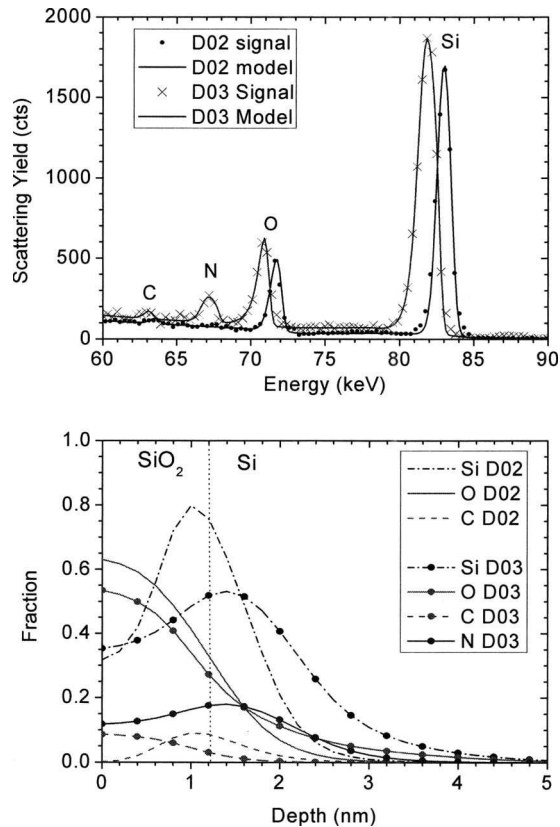 2000
1500
1000
500
0
Scattering Yield (cts)
D02 signal
D02 model
D03 Signal
D03 Model
Si
O
N
C
60 65 70 75 80 85 90
Energy (keV)
1.0
0.8
0.6
0.4
0.2
0.0
Fraction
SiO2 Si
Si D02
O D02
C D02
Si D03
O D03
C D03
N D03
0 1 2 3 4 5
Depth (nm)